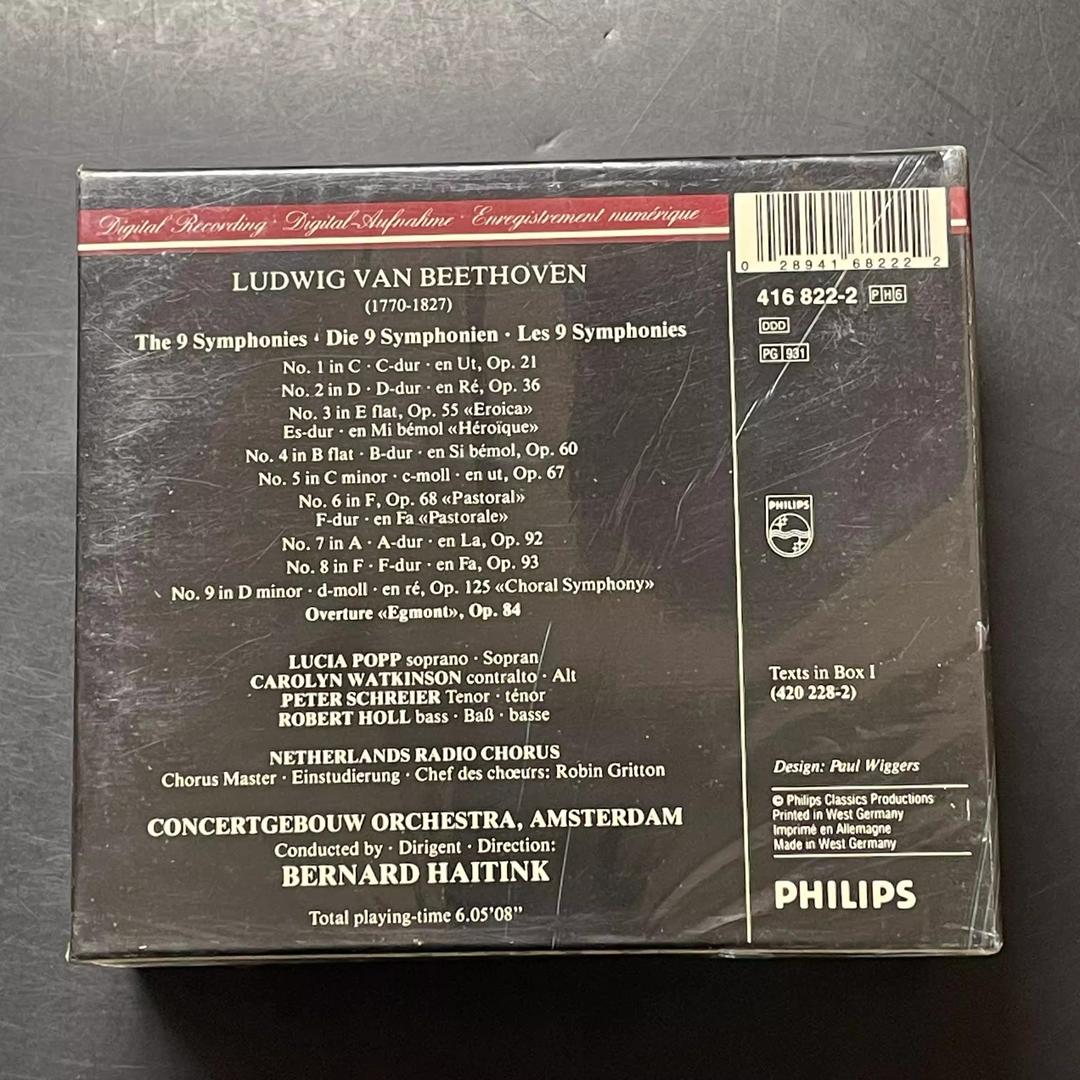 Digital Recording · Digital-Aufnahme · Enregistrement numérique
LUDWIG VAN BEETHOVEN
(1770-1827)
The 9 Symphonies · Die 9 Symphonien · Les 9 Symphonies
No. 1 in C · C-dur · en Ut, Op. 21
No. 2 in D · D-dur · en Ré, Op. 36
No. 3 in E flat, Op. 55 «Eroica»
Es-dur · en Mi bémol «Héroïque»
No. 4 in B flat · B-dur · en Si bémol, Op. 60
No. 5 in C minor · c-moll · en ut, Op. 67
No. 6 in F, Op. 68 «Pastoral»
F-dur · en Fa «Pastorale»
No. 7 in A · A-dur · en La, Op. 92
No. 8 in F · F-dur · en Fa, Op. 93
No. 9 in D minor · d-moll · en ré, Op. 125 «Choral Symphony»
Overture «Egmont», Op. 84
LUCIA POPP soprano · Sopran
CAROLYN WATKINSON contralto · Alt
PETER SCHREIER Tenor · ténor
ROBERT HOLL bass · Baß · basse
NETHERLANDS RADIO CHORUS
Chorus Master · Einstudierung · Chef des chœurs: Robin Gritton
CONCERTGEBOUW ORCHESTRA, AMSTERDAM
Conducted by · Dirigent · Direction:
BERNARD HAITINK
Total playing-time 6.05'08"
0 28941 68222 2
416 822-2 PH6
DDD
PG 931
PHILIPS
Texts in Box I
(420 228-2)
Design: Paul Wiggers
© Philips Classics Productions
Printed in West Germany
Imprimé en Allemagne
Made in West Germany
PHILIPS